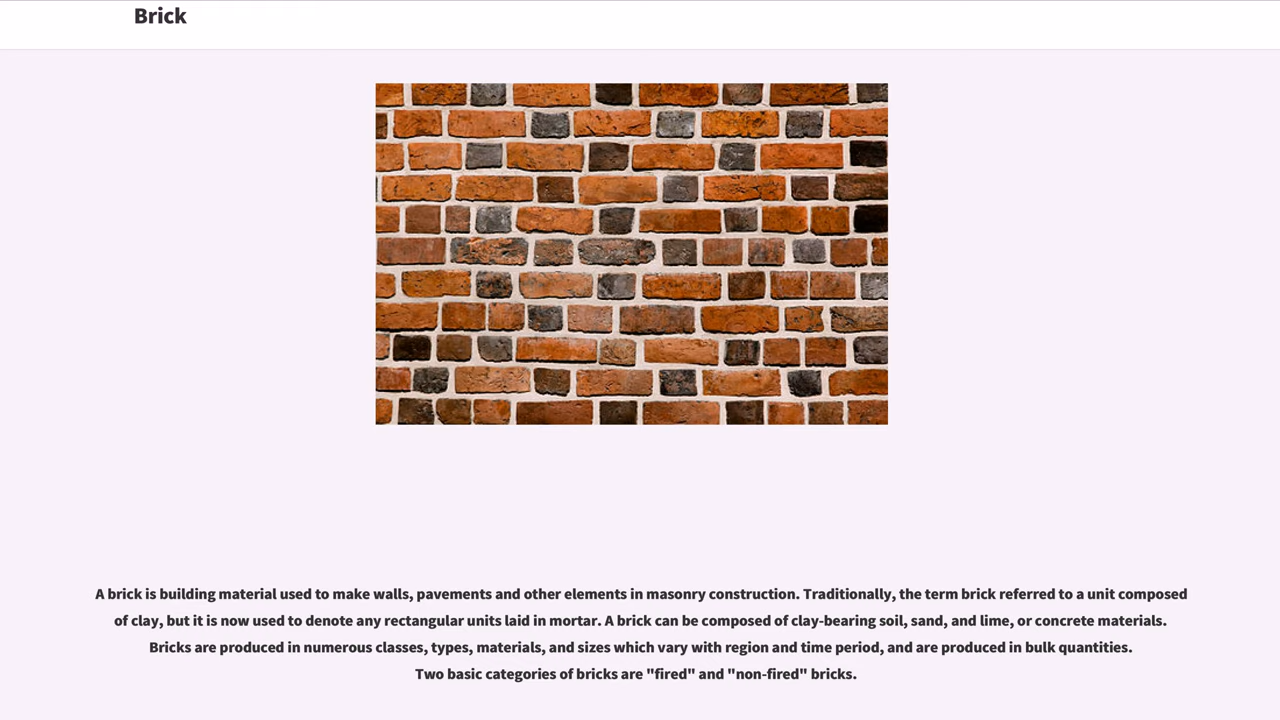 Brick
A brick is building material used to make walls, pavements and other elements in masonry construction. Traditionally, the term brick referred to a unit composed
of clay, but it is now used to denote any rectangular units laid in mortar. A brick can be composed of clay-bearing soil, sand, and lime, or concrete materials.
Bricks are produced in numerous classes, types, materials, and sizes which vary with region and time period, and are produced in bulk quantities.
Two basic categories of bricks are "fired" and "non-fired" bricks.